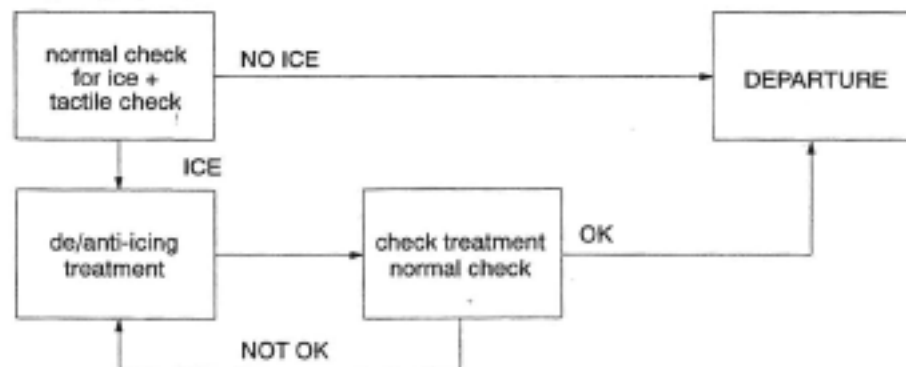 normal check
for ice +
tactile check
NO ICE
DEPARTURE
ICE
de/anti-icing
treatment
check treatment
normal check
OK
NOT OK